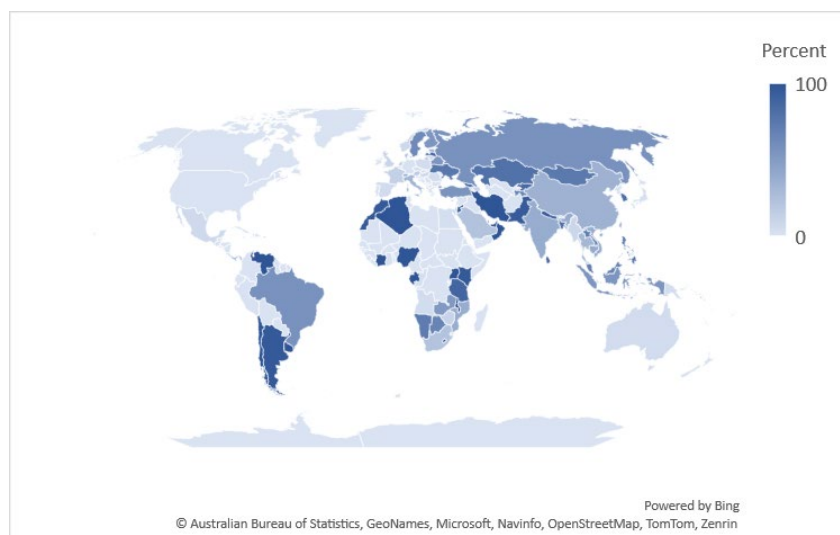 Percent
100
0
Powered by Bing
© Australian Bureau of Statistics, GeoNames, Microsoft, Navinfo, OpenStreetMap, TomTom, Zenrin